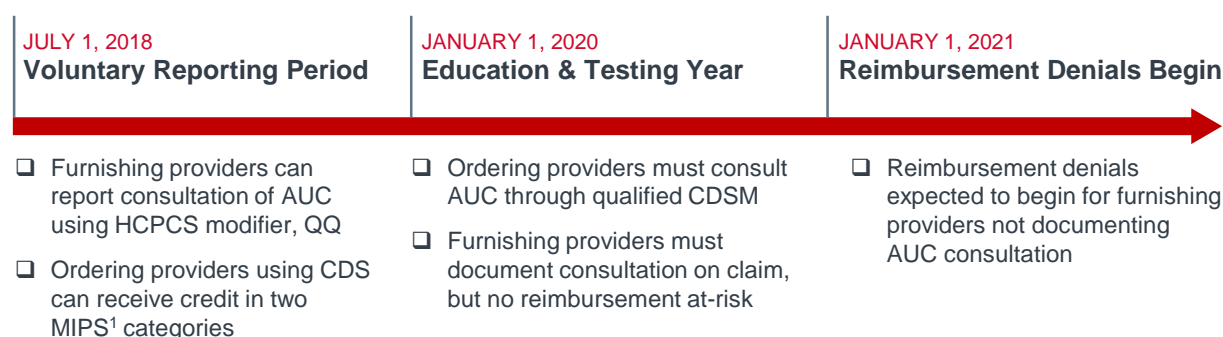 JULY 1, 2018
Voluntary Reporting Period
JANUARY 1, 2020
Education & Testing Year
JANUARY 1, 2021
Reimbursement Denials Begin
❑ Furnishing providers can
report consultation of AUC
using HCPCS modifier, QQ
❑ Ordering providers using CDS
can receive credit in two
MIPS¹ categories
❑ Ordering providers must consult
AUC through qualified CDSM
❑ Furnishing providers must
document consultation on claim,
but no reimbursement at-risk
❑ Reimbursement denials
expected to begin for furnishing
providers not documenting
AUC consultation